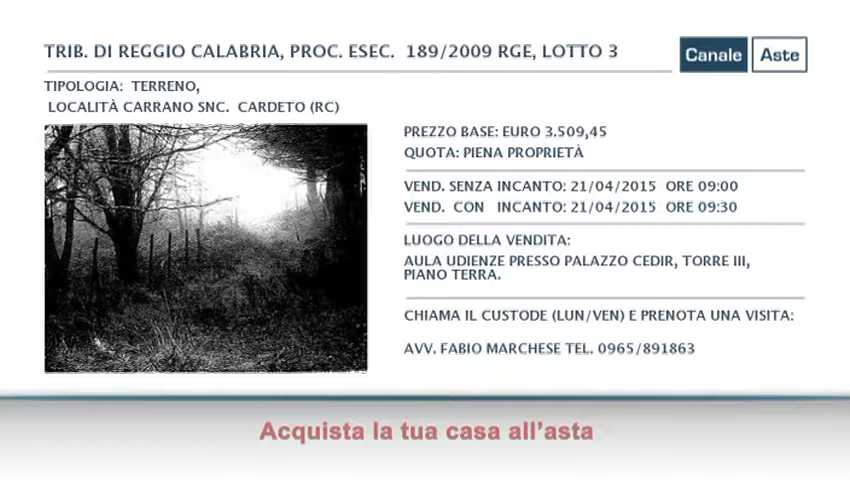 TRIB. DI REGGIO CALABRIA, PROC. ESEC. 189/2009 RGE, LOTTO 3
Canale Aste
TIPOLOGIA: TERRENO,
LOCALITÀ CARRANO SNC. CARDETO (RC)
PREZZO BASE: EURO 3.509,45
QUOTA: PIENA PROPRIETÀ
VEND. SENZA INCANTO: 21/04/2015 ORE 09:00
VEND. CON INCANTO: 21/04/2015 ORE 09:30
LUOGO DELLA VENDITA:
AULA UDIENZE PRESSO PALAZZO CEDIR, TORRE III,
PIANO TERRA.
CHIAMA IL CUSTODE (LUN/VEN) E PRENOTA UNA VISITA:
AVV. FABIO MARCHESE TEL. 0965/891863
Acquista la tua casa all'asta